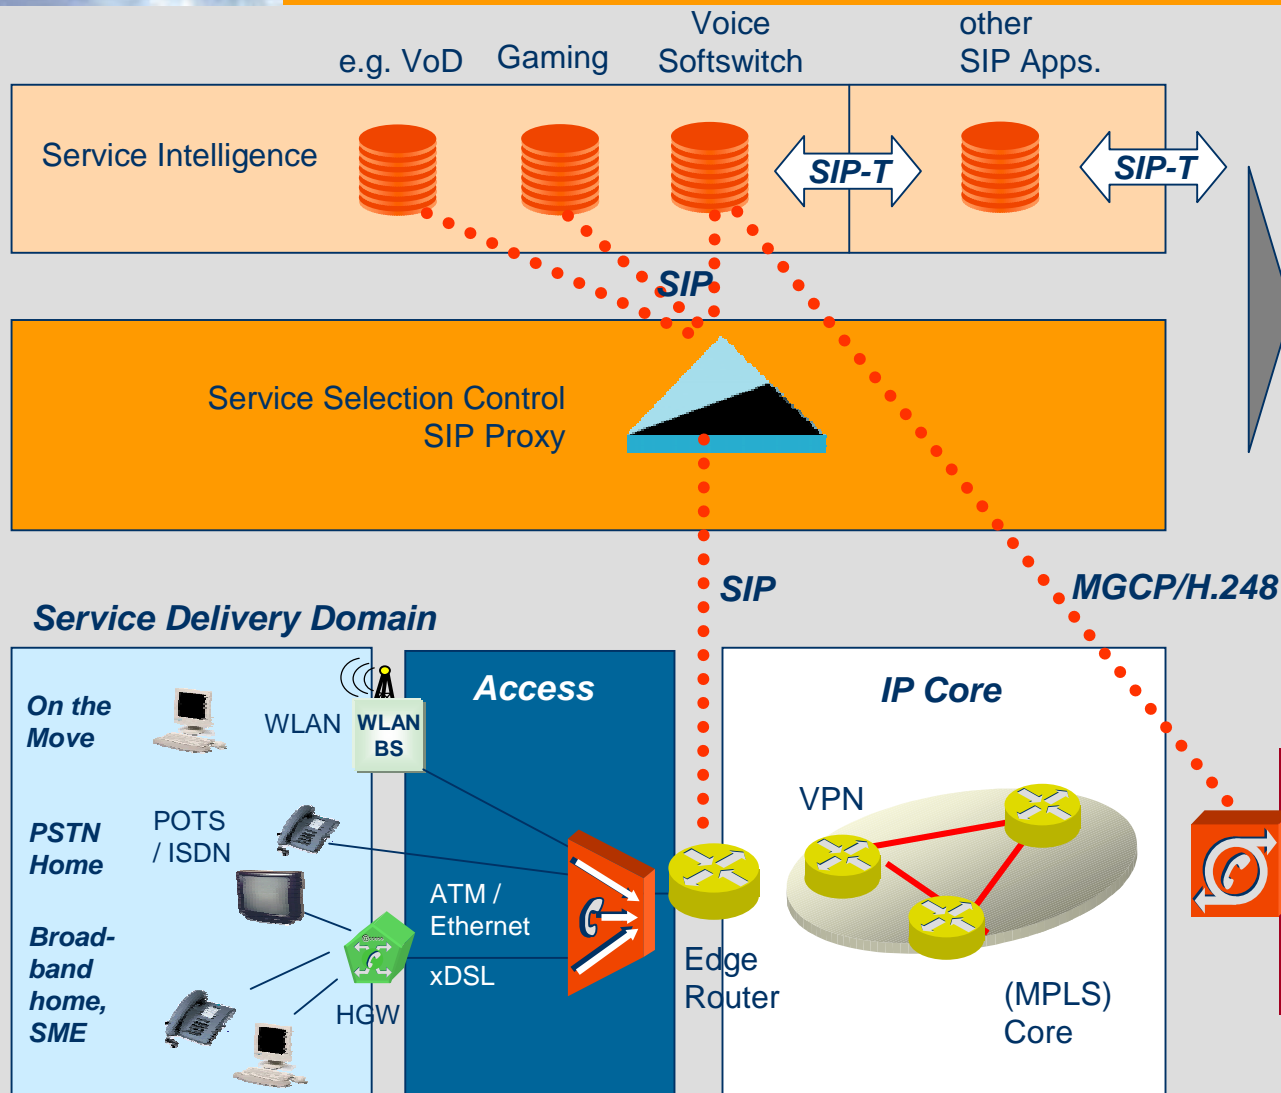 e.g. VoD
Gaming
Voice
Softswitch
other
SIP Apps.
Service Intelligence
SIP-T
SIP-T
SIP
Service Selection Control
SIP Proxy
SIP
MGCP/H.248
Service Delivery Domain
On the
Move
WLAN
WLAN
BS
Access
IP Core
PSTN
Home
POTS
/ ISDN
VPN
ATM /
Ethernet
Broad-
band
home,
SME
HGW
xDSL
Edge
Router
(MPLS)
Core